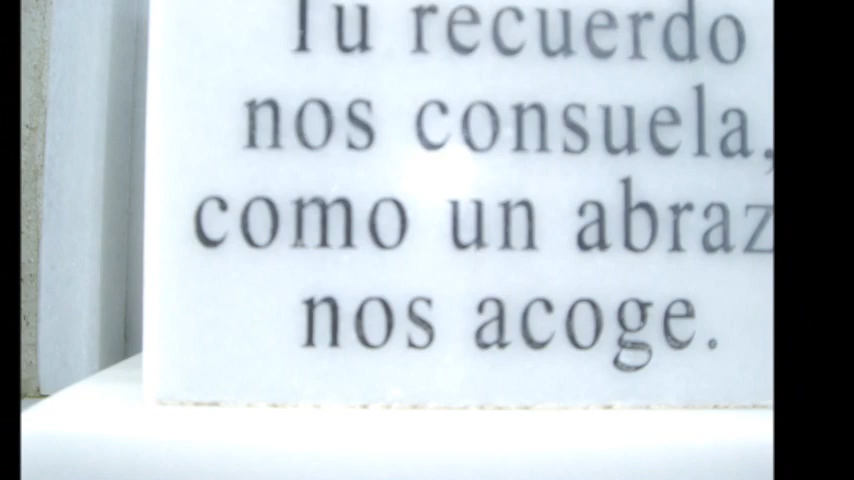 Tu recuerdo
nos consuela,
como un abraz
nos acoge.